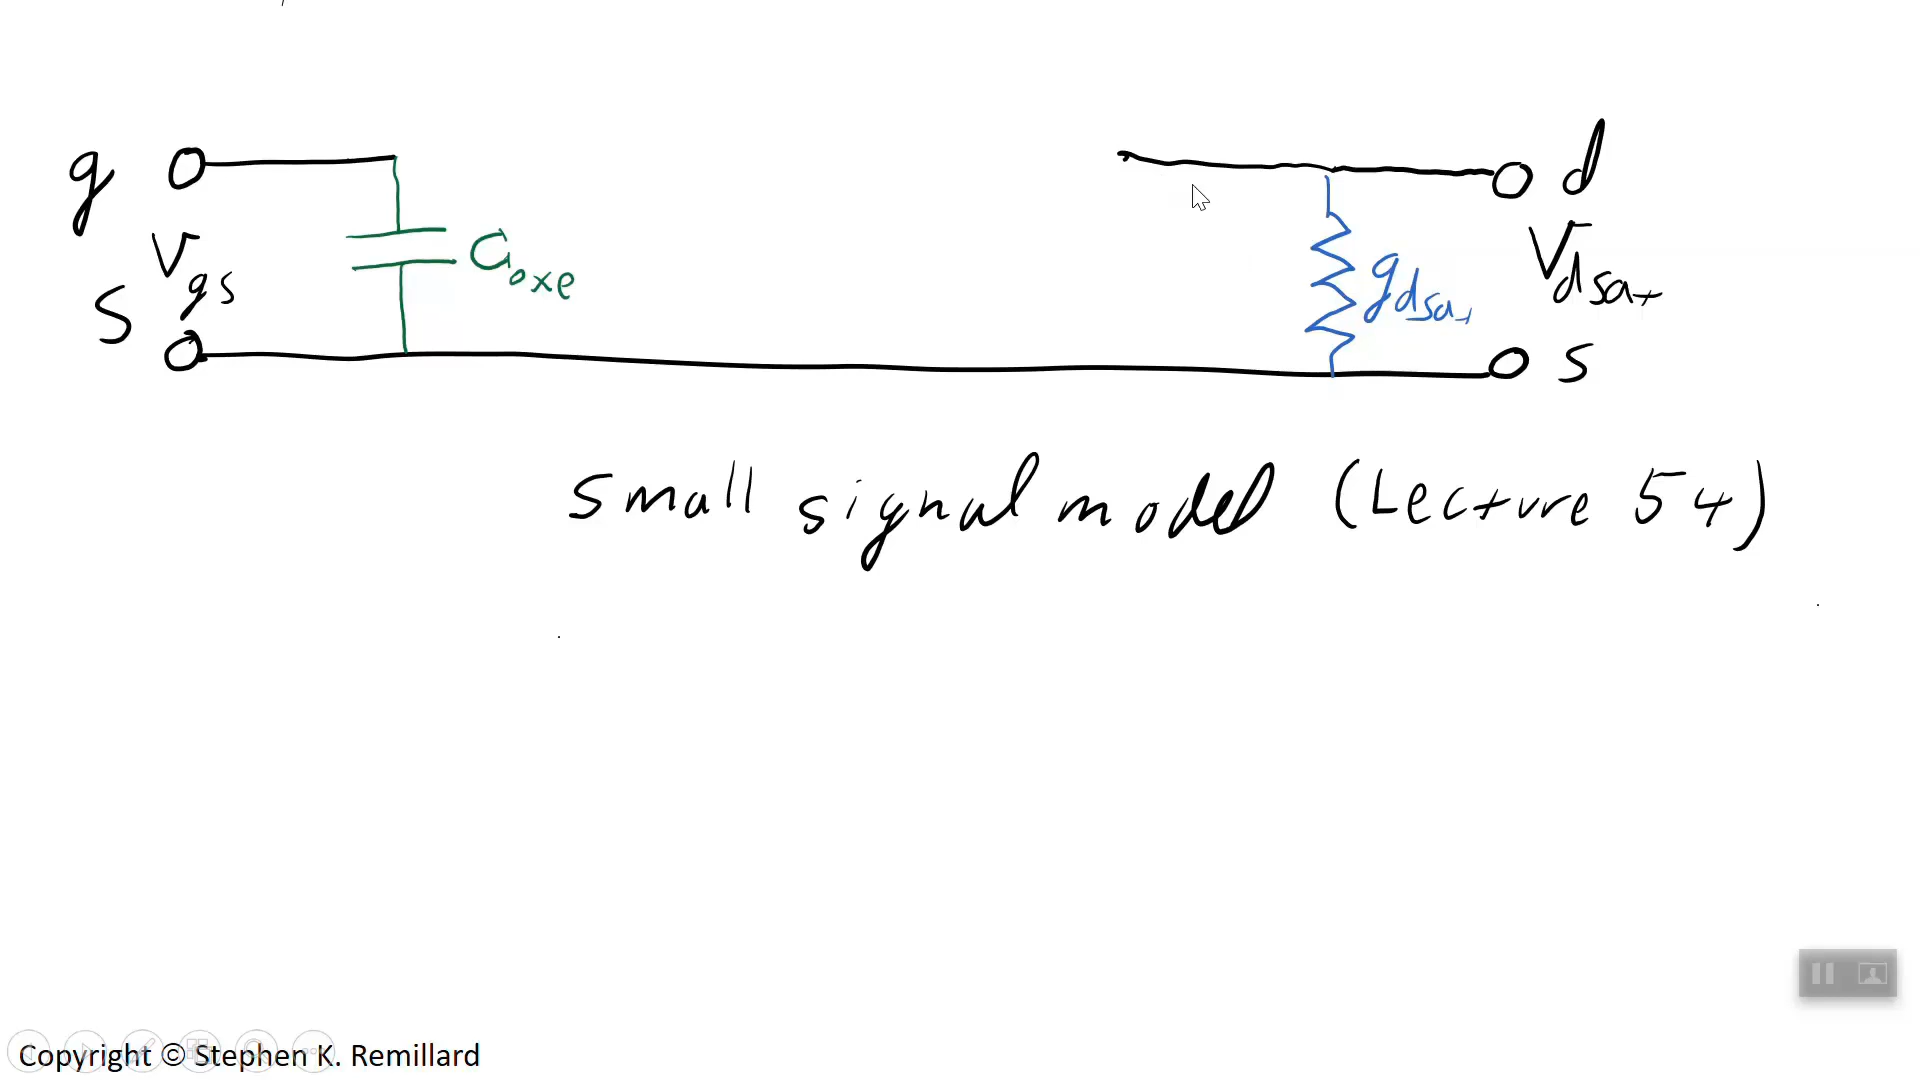 g
d
Vgs
Coxe
gdsat
Vdsat
s
s
small signal model (Lecture 54)
Copyright © Stephen K. Remillard